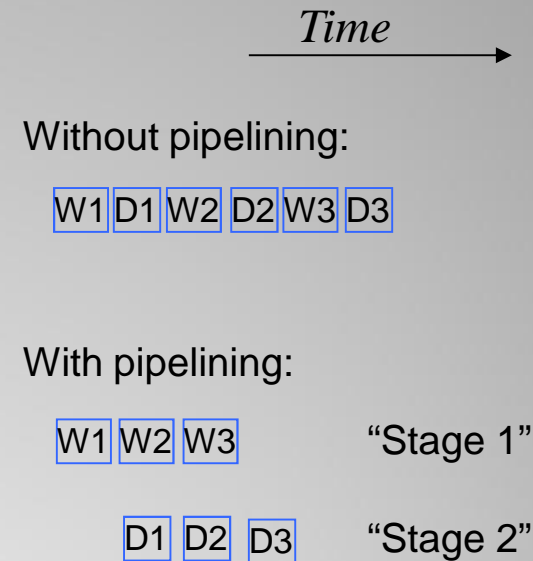 Time
Without pipelining:
W1 D1 W2 D2 W3 D3
With pipelining:
W1 W2 W3 “Stage 1”
D1 D2 D3 “Stage 2”